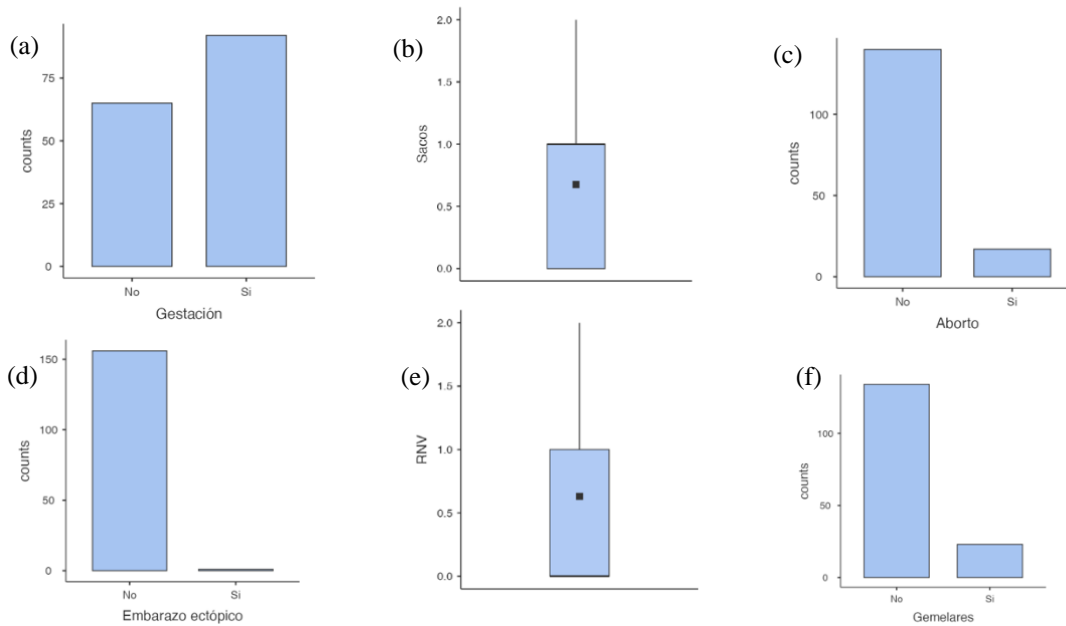 (a)
counts
75
50
25
0
No
Si
Gestación
(b)
Sacos
2.0
1.5
1.0
0.5
0.0
(c)
counts
100
50
0
No
Si
Aborto
(d)
counts
150
100
50
0
No
Si
Embarazo ectópico
(e)
RNV
2.0
1.5
1.0
0.5
0.0
(f)
counts
100
50
0
No
Si
Gemelares